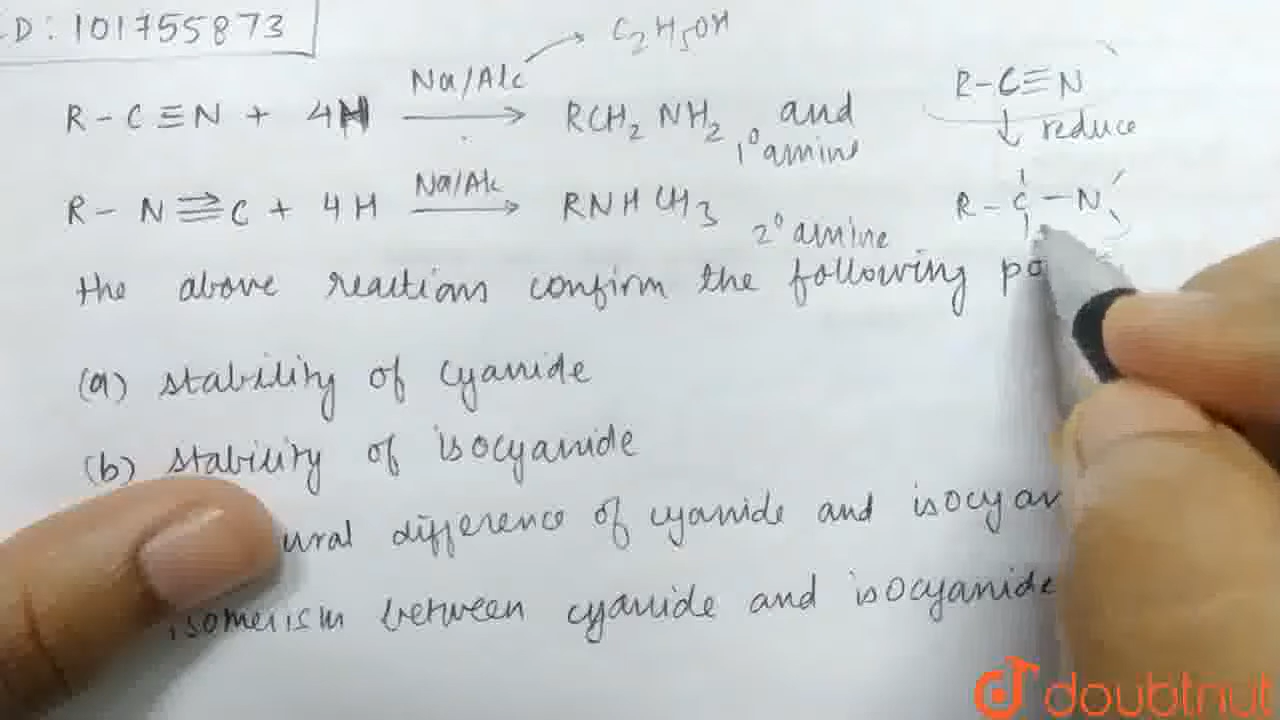 ID: 101755873
R-C≡N + 4H Na/Alc → C2H5OH RCH2NH2 and
1° amine
R-N≡C + 4H Na/Alc RNHCH3
2° amine
R-C≡N
↓ reduce
R-C-N
the above reactions confirm the following
(a) stability of cyanide
(b) stability of isocyanide
difference of cyanide and
isomerism between cyanide and isocyanide
doubtnut